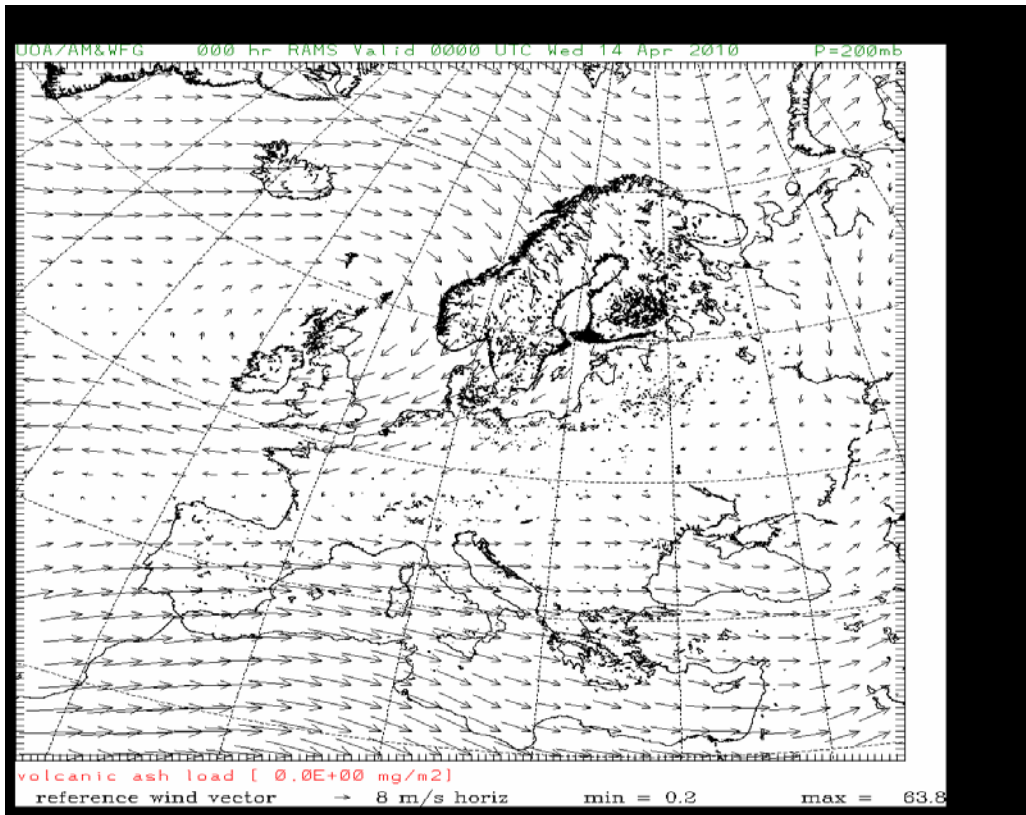 UOA/AM&WFG 000 hr RAMS Valid 0000 UTC Wed 14 Apr 2010 P=200mb
volcanic ash load [ 0.0E+00 mg/m2]
reference wind vector → 8 m/s horiz min = 0.2 max = 63.8